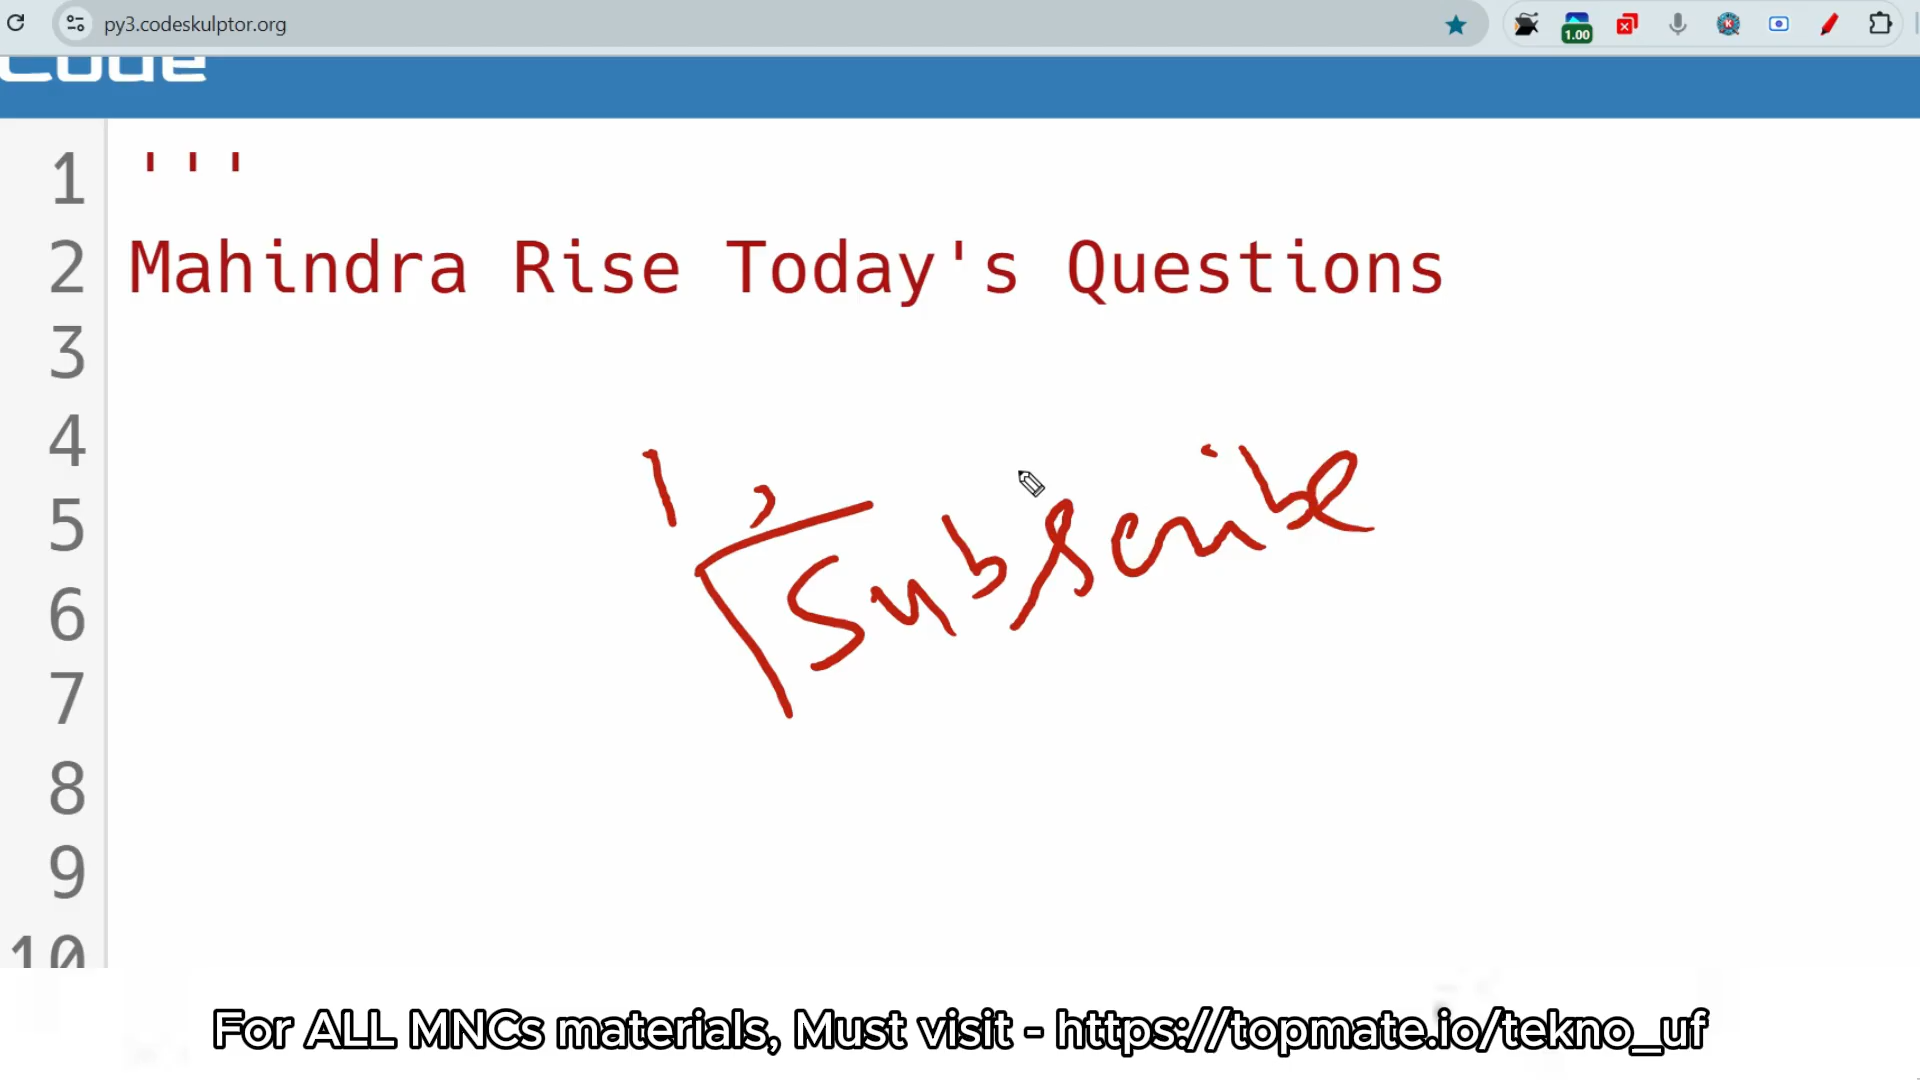 py3.codeskulptor.org
1.00
Code
1 '''
2 Mahindra Rise Today's Questions
3
4
5
6
7
8
9
10
Subscribe
For ALL MNCs materials, Must visit - https://topmate.io/tekno_uf